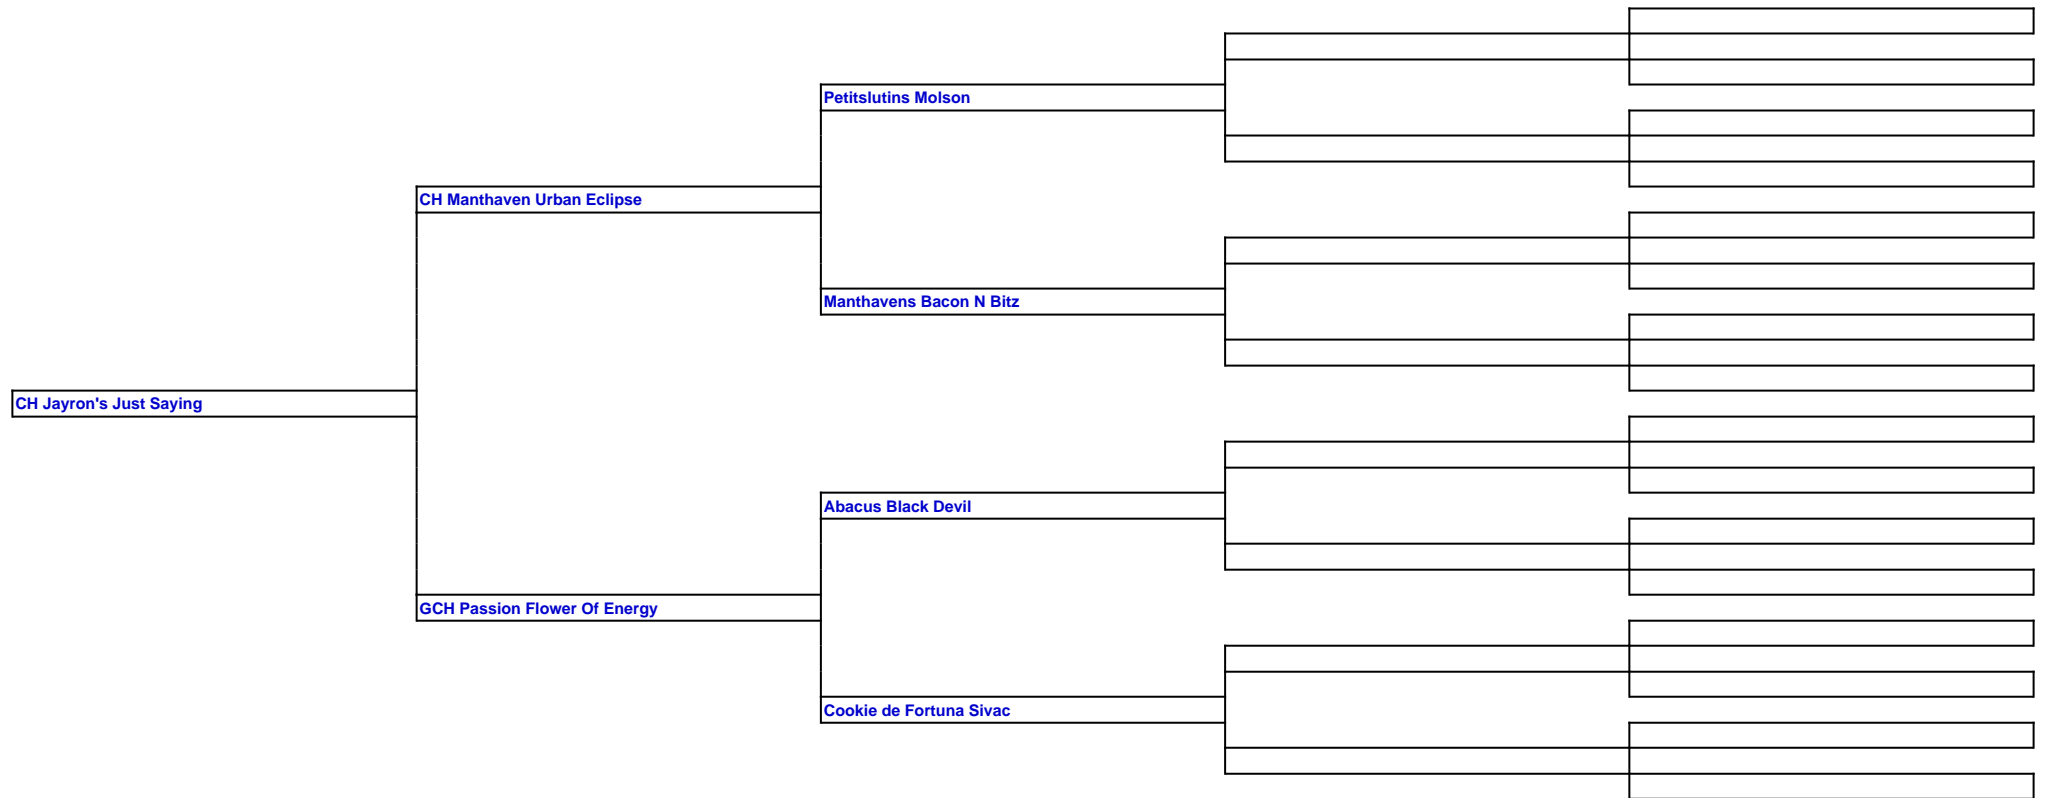 Petitslutins Molson
CH Manthaven Urban Eclipse
Manthavens Bacon N Bitz
CH Jayron's Just Saying
Abacus Black Devil
GCH Passion Flower Of Energy
Cookie de Fortuna Sivac